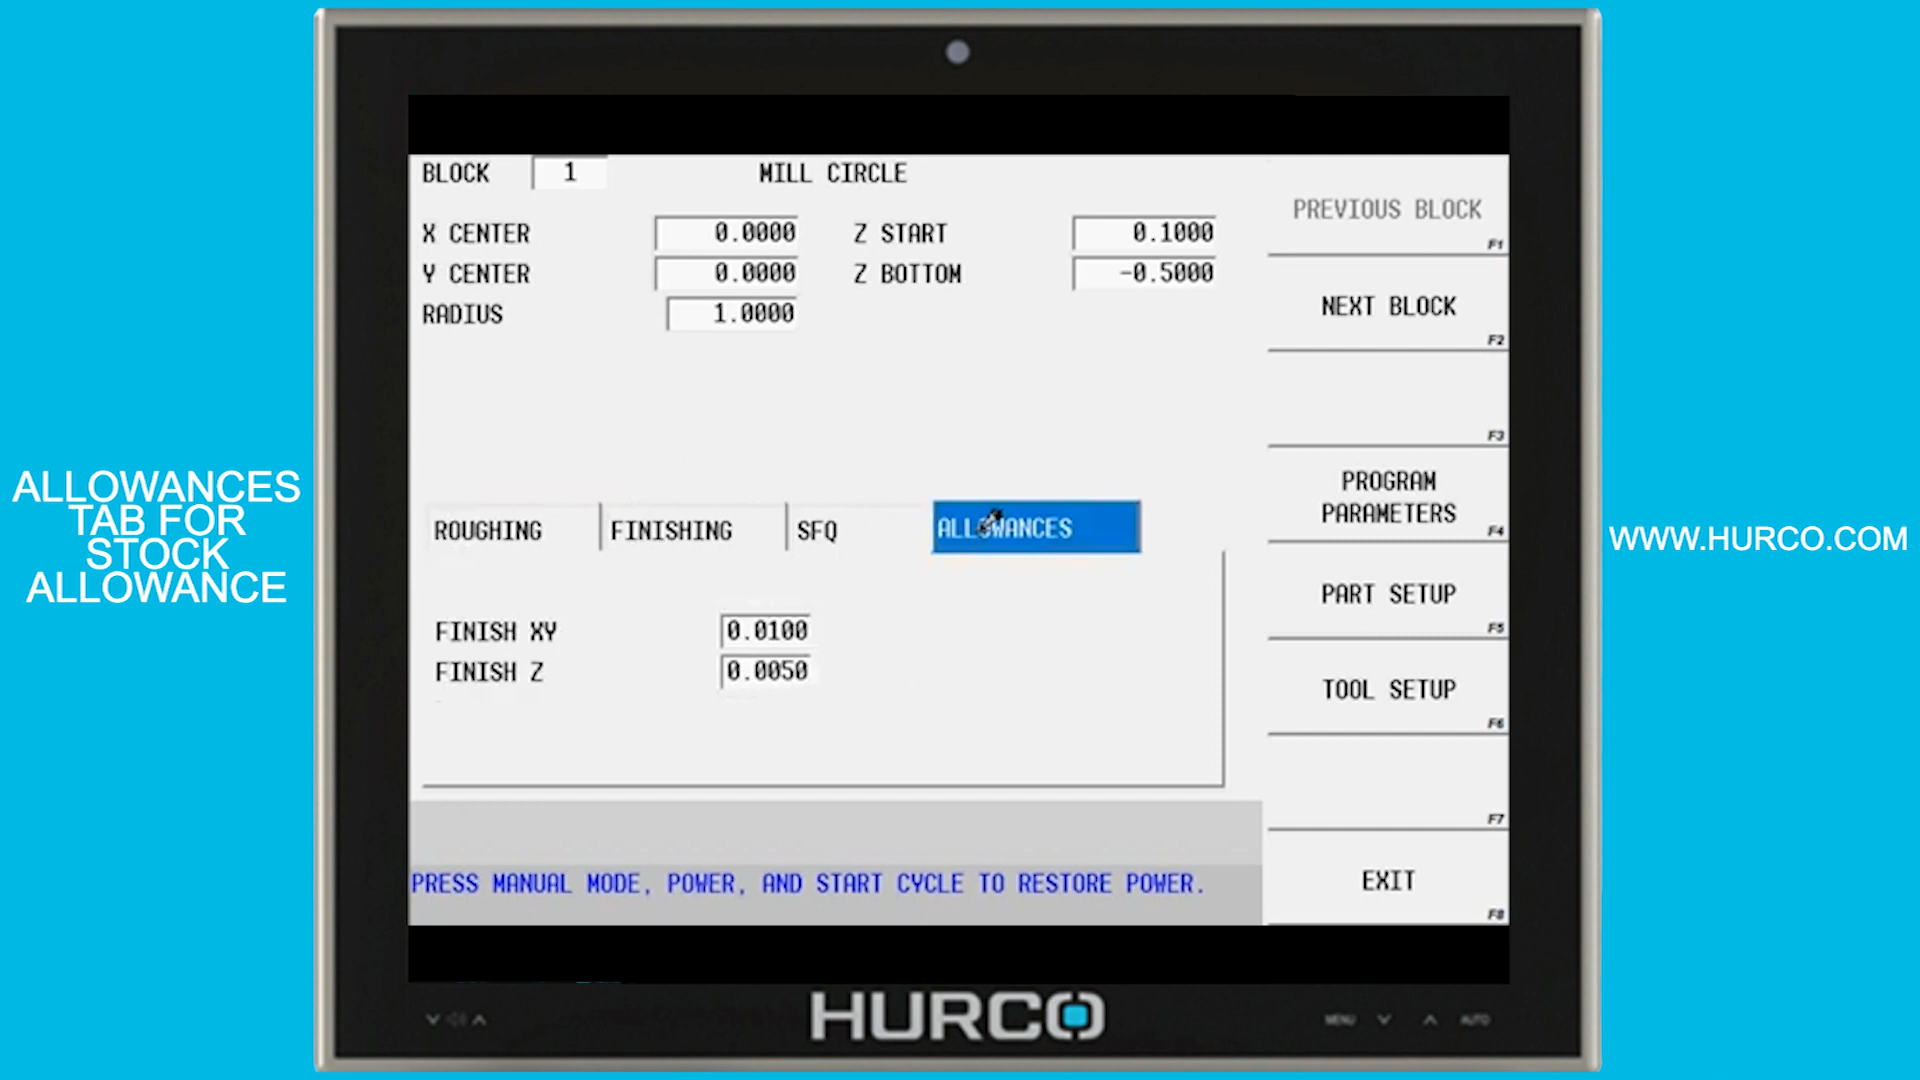 BLOCK 1 MILL CIRCLE
X CENTER 0.0000 Z START 0.1000
Y CENTER 0.0000 Z BOTTOM -0.5000
RADIUS 1.0000
PREVIOUS BLOCK
F1
NEXT BLOCK
F2
F3
PROGRAM
PARAMETERS
F4
PART SETUP
F5
TOOL SETUP
F6
F7
EXIT
F8
ROUGHING FINISHING SFQ ALLOWANCES
FINISH XY 0.0100
FINISH Z 0.0050
PRESS MANUAL MODE, POWER, AND START CYCLE TO RESTORE POWER.
ALLOWANCES
TAB FOR
STOCK
ALLOWANCE
WWW.HURCO.COM
HURCO
MENU AUTO